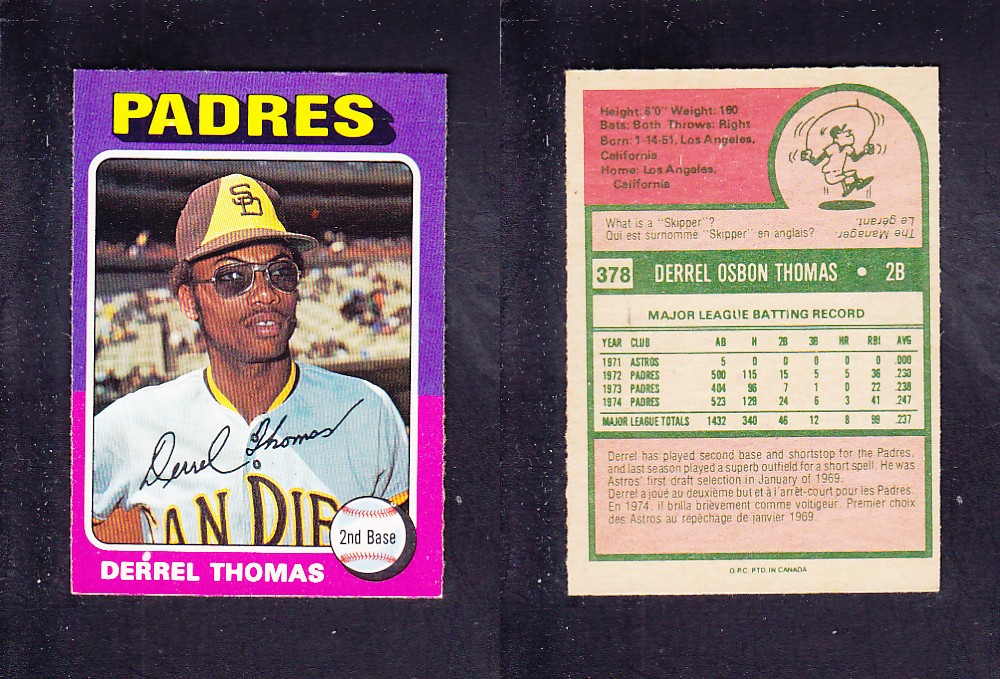 PADRES
SD
Derrel Thomas
SAN DIE
2nd Base
DERREL THOMAS
Height: 6'0" Weight: 160
Bats: Both Throws: Right
Born: 1-14-51, Los Angeles,
California
Home: Los Angeles,
California
What is a "Skipper"?
Qui est surnomme "Skipper" en anglais?
The Manager.
Le gérant.
378 DERREL OSBON THOMAS • 2B
MAJOR LEAGUE BATTING RECORD
YEAR CLUB AB H 2B 3B HR RBI AVG
1971 ASTROS 5 0 0 0 0 0 .000
1972 PADRES 500 115 15 5 5 36 .230
1973 PADRES 404 96 7 1 0 22 .238
1974 PADRES 523 129 24 6 3 41 .247
MAJOR LEAGUE TOTALS 1432 340 46 12 8 99 .237
Derrel has played second base and shortstop for the Padres,
and last season played a superb outfield for a short spell. He was
Astros' first draft selection in January of 1969.
Derrel a joué au deuxième but et à l'arrêt-court pour les Padres.
En 1974, il brilla brièvement comme voltigeur. Premier choix
des Astros au repêchage de janvier 1969.
O.P.C. PTD. IN CANADA